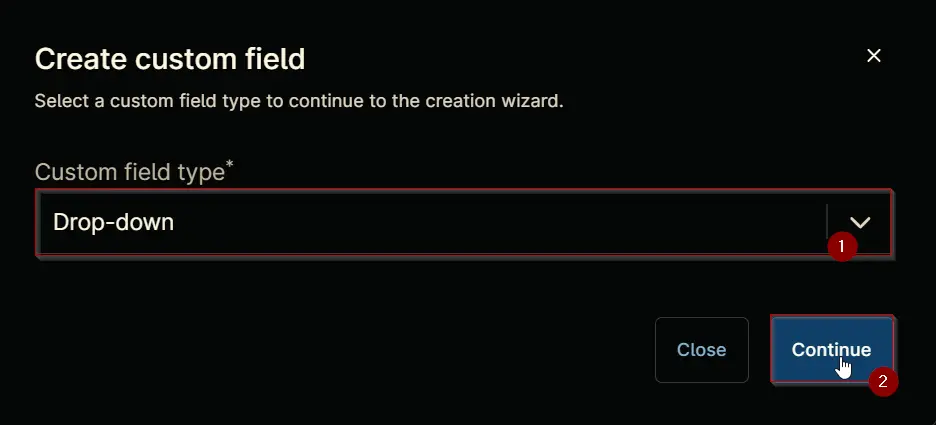 Create custom field
Select a custom field type to continue to the creation wizard.
Custom field type*
Drop-down
1
Close
Continue
2